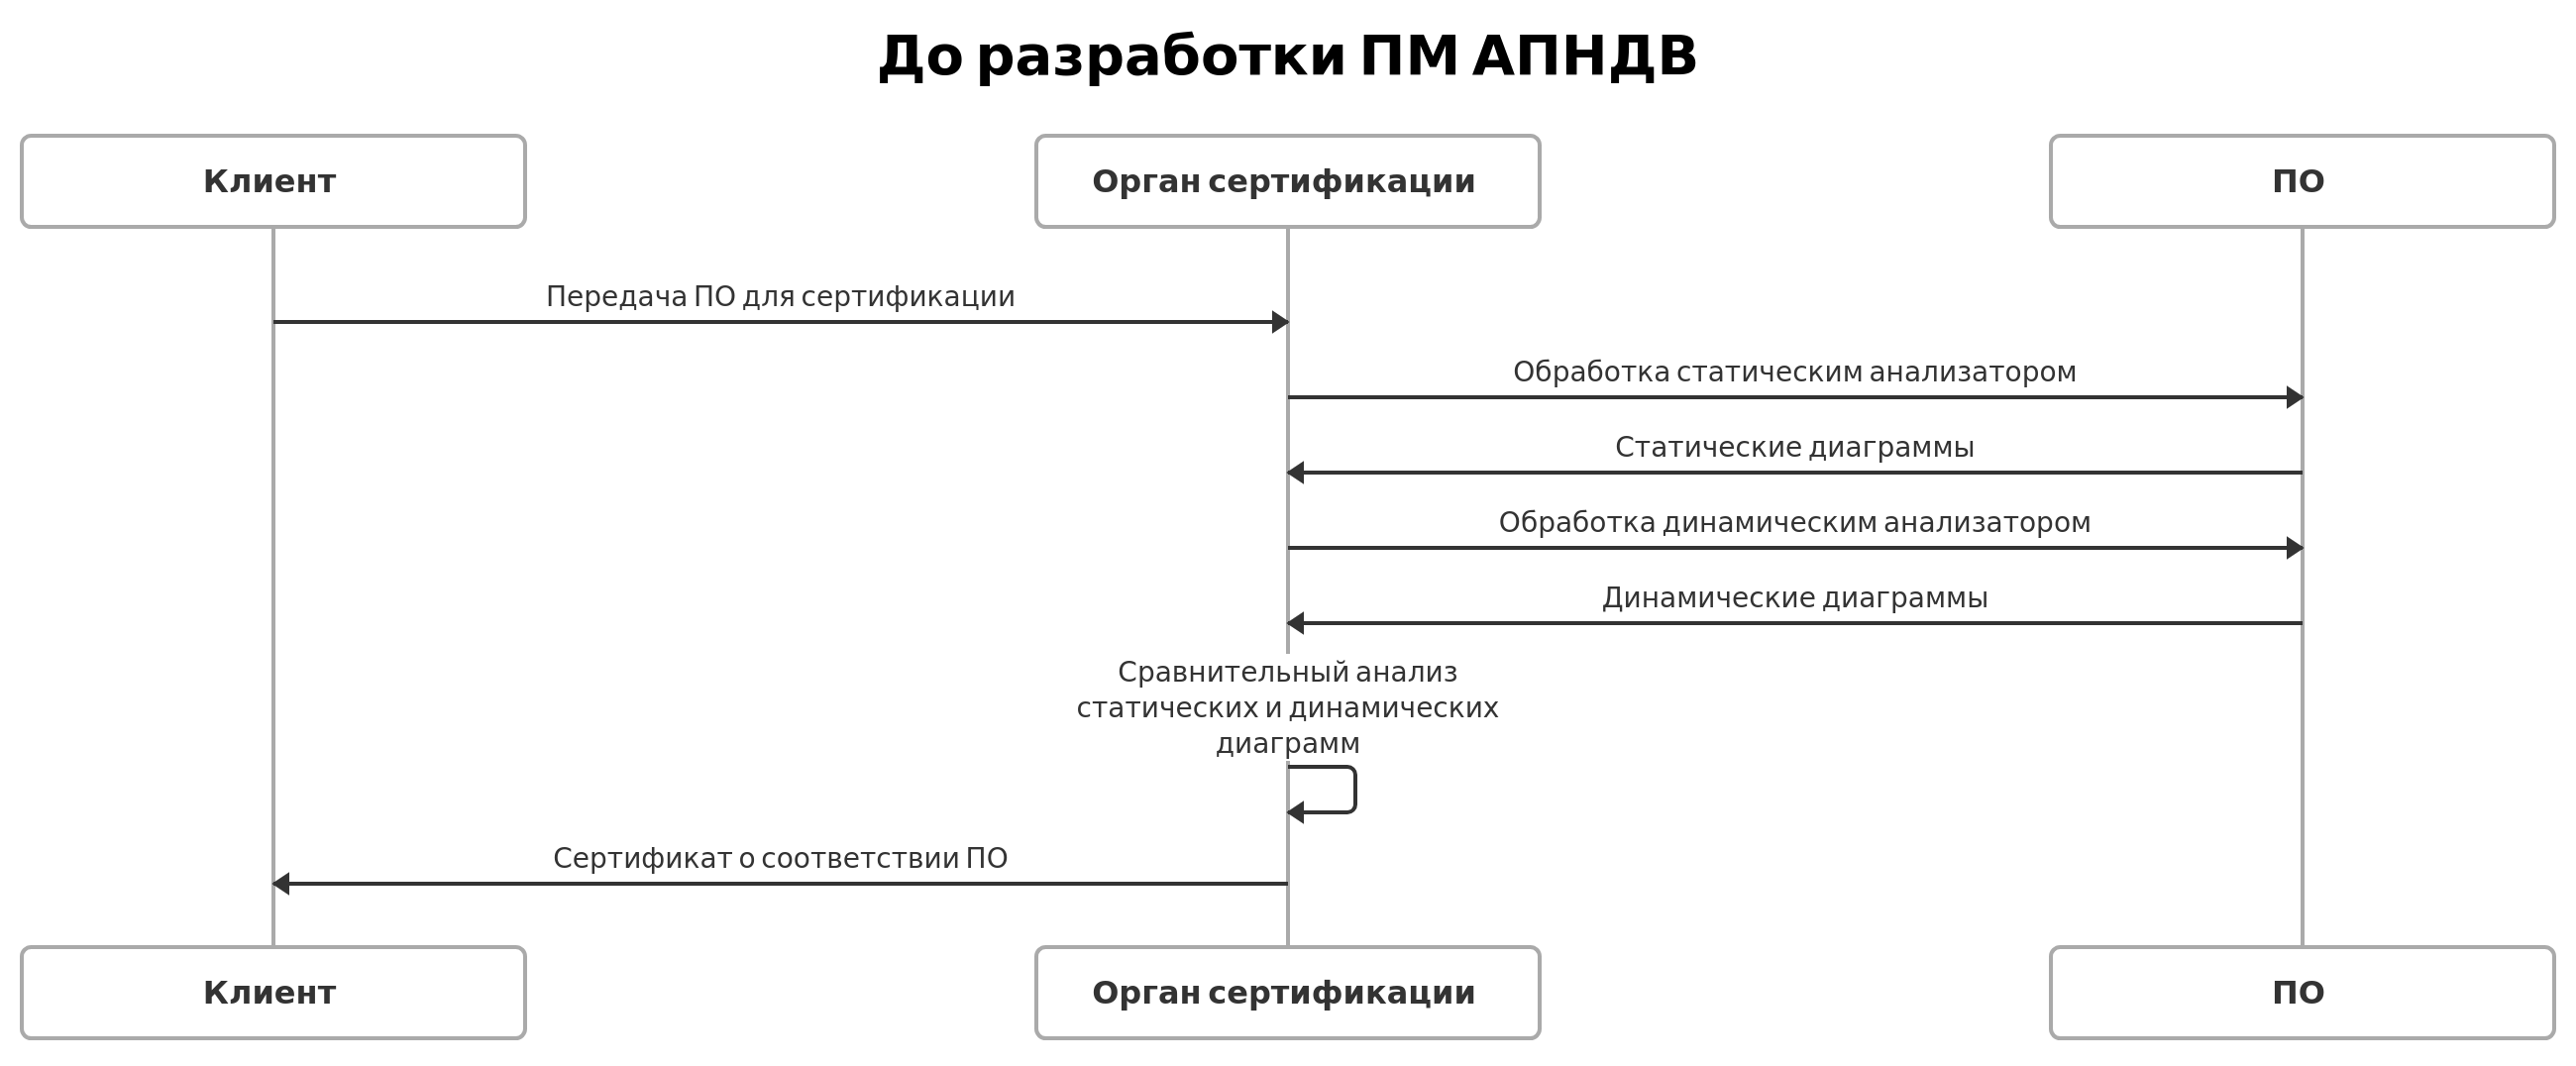 До разработки ПМ АПНДВ
Клиент
Орган сертификации
ПО
Передача ПО для сертификации
Обработка статическим анализатором
Статические диаграммы
Обработка динамическим анализатором
Динамические диаграммы
Сравнительный анализ
статических и динамических
диаграмм
Сертификат о соответствии ПО
Клиент
Орган сертификации
ПО